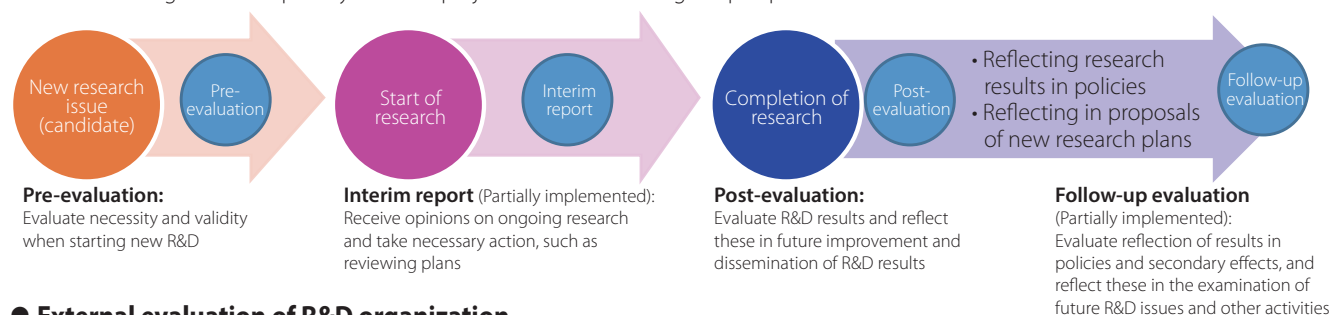 New research
issue
(candidate)
Pre-
evaluation
Start of
research
Interim
report
Completion of
research
Post-
evaluation
• Reflecting research
results in policies
• Reflecting in proposals
of new research plans
Follow-up
evaluation
Pre-evaluation:
Evaluate necessity and validity
when starting new R&D
Interim report (Partially implemented):
Receive opinions on ongoing research
and take necessary action, such as
reviewing plans
Post-evaluation:
Evaluate R&D results and reflect
these in future improvement and
dissemination of R&D results
Follow-up evaluation
(Partially implemented):
Evaluate reflection of results in
policies and secondary effects, and
reflect these in the examination of
future R&D issues and other activities
● External evaluation of R&D organization